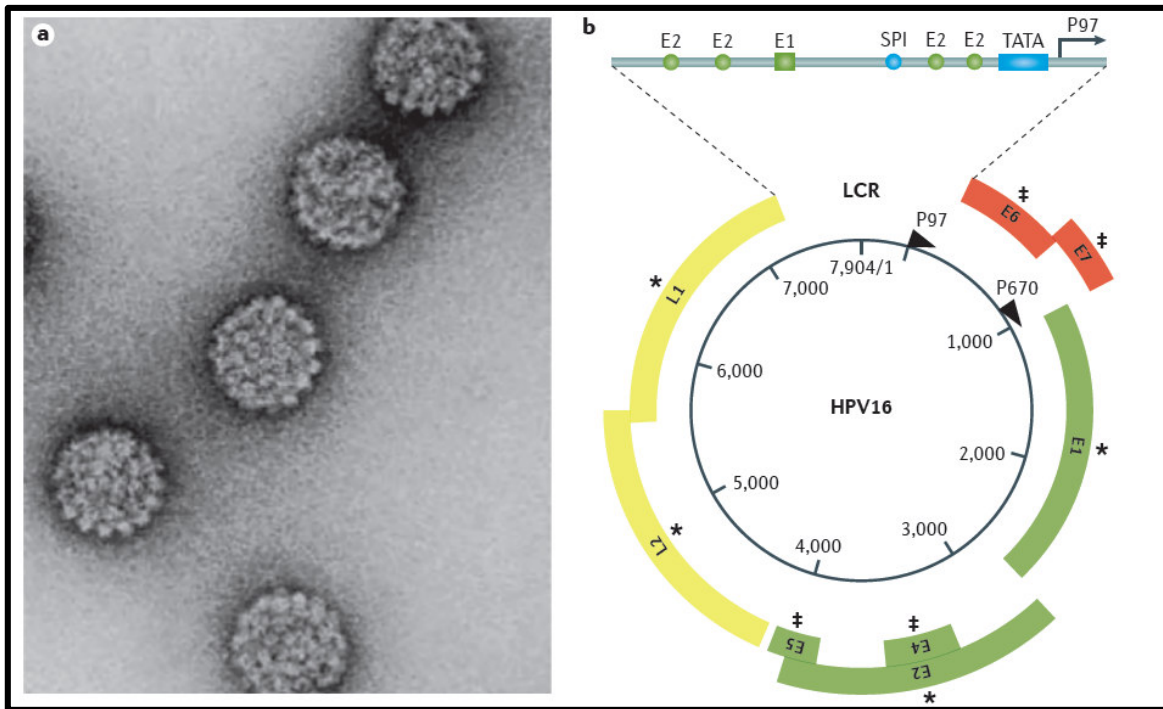 a
b
P97
E2 E2 E1 SPI E2 E2 TATA
LCR
E6 ‡
E7 ‡
P97
7,904/1
7,000
P670
1,000
L1 *
6,000
HPV16
E1 *
2,000
5,000
3,000
4,000
L2 *
E5 ‡
E4 ‡
E2 *